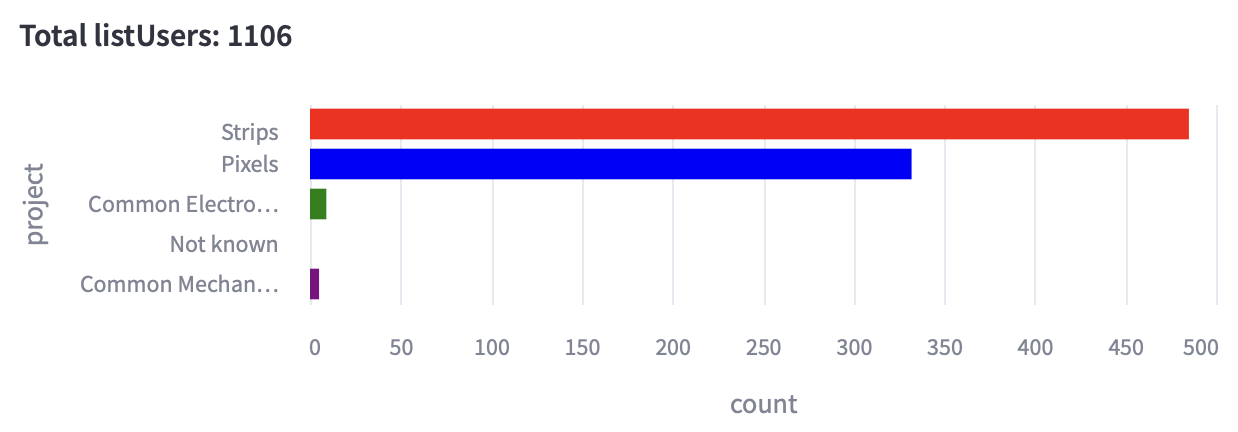 Total listUsers: 1106
project
Strips
Pixels
Common Electro…
Not known
Common Mechan…
0 50 100 150 200 250 300 350 400 450 500
count